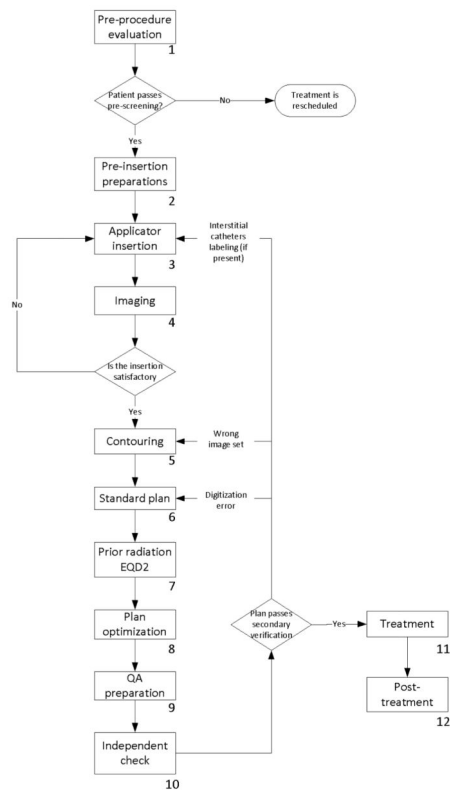 Pre-procedure
evaluation
1
Patient passes
pre-screening?
No
Treatment is
rescheduled
Yes
Pre-insertion
preparations
2
Applicator
insertion
3
Interstitial
catheters
labeling (if
present)
Imaging
4
No
Is the insertion
satisfactory
Yes
Contouring
5
Wrong
image set
Standard plan
6
Digitization
error
Prior radiation
EQD2
7
Plan
optimization
8
QA
preparation
9
Independent
check
10
Plan passes
secondary
verification
Yes
Treatment
11
Post-
treatment
12